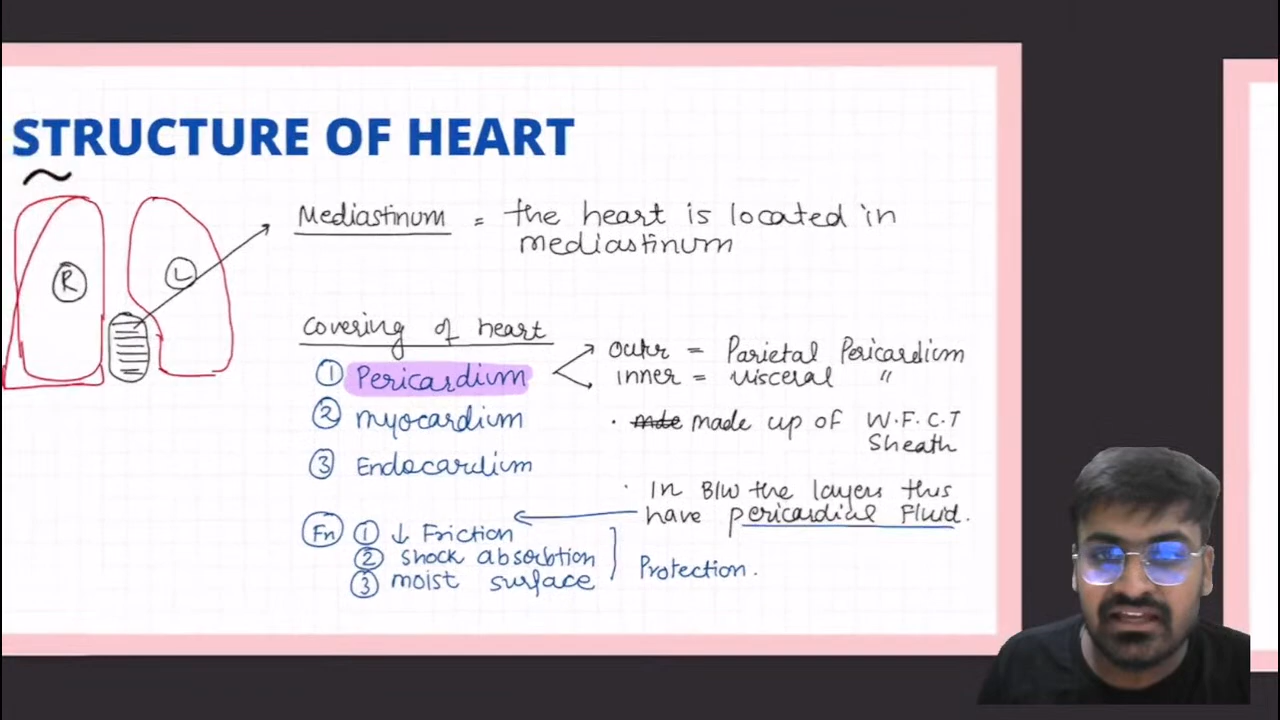 STRUCTURE OF HEART
R
L
Mediastinum = the heart is located in
mediastinum
Covering of heart
① Pericardium
② Myocardium
③ Endocardium
outer = Parietal Pericardium
inner = visceral "
· made up of W.F.C.T
Sheath
· In B/W the layers this
have pericardial Fluid.
Fn ① ↓ Friction
② shock absorbtion
③ moist surface
Protection.